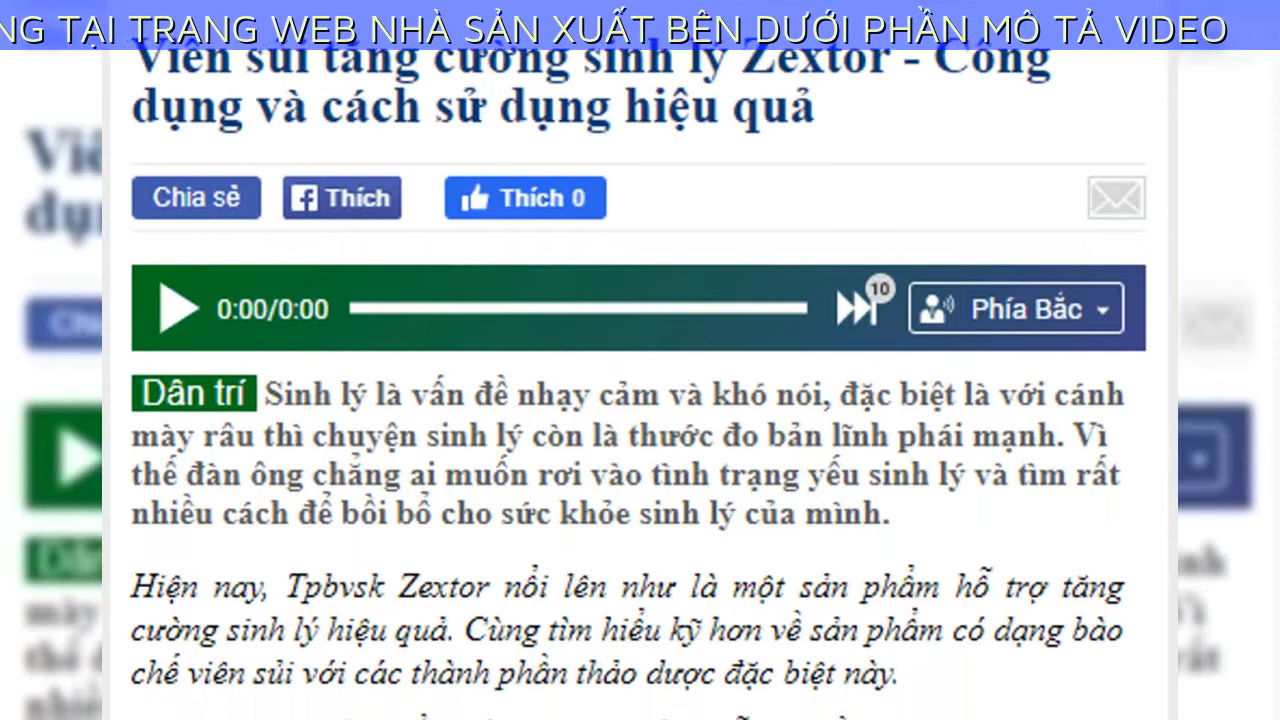 NG TẠI TRANG WEB NHÀ SẢN XUẤT BÊN DƯỚI PHẦN MÔ TẢ VIDEO
Viên sủi tăng cường sinh lý Zextor - Công
dụng và cách sử dụng hiệu quả
Chia sẻ
Thích
Thích 0
0:00/0:00
10
Phía Bắc
Dân trí Sinh lý là vấn đề nhạy cảm và khó nói, đặc biệt là với cánh
mày râu thì chuyện sinh lý còn là thước đo bản lĩnh phái mạnh. Vì
thế đàn ông chẳng ai muốn rơi vào tình trạng yếu sinh lý và tìm rất
nhiều cách để bồi bổ cho sức khỏe sinh lý của mình.
Hiện nay, Tpbvsk Zextor nổi lên như là một sản phẩm hỗ trợ tăng
cường sinh lý hiệu quả. Cùng tìm hiểu kỹ hơn về sản phẩm có dạng bào
chế viên sủi với các thành phần thảo dược đặc biệt này.